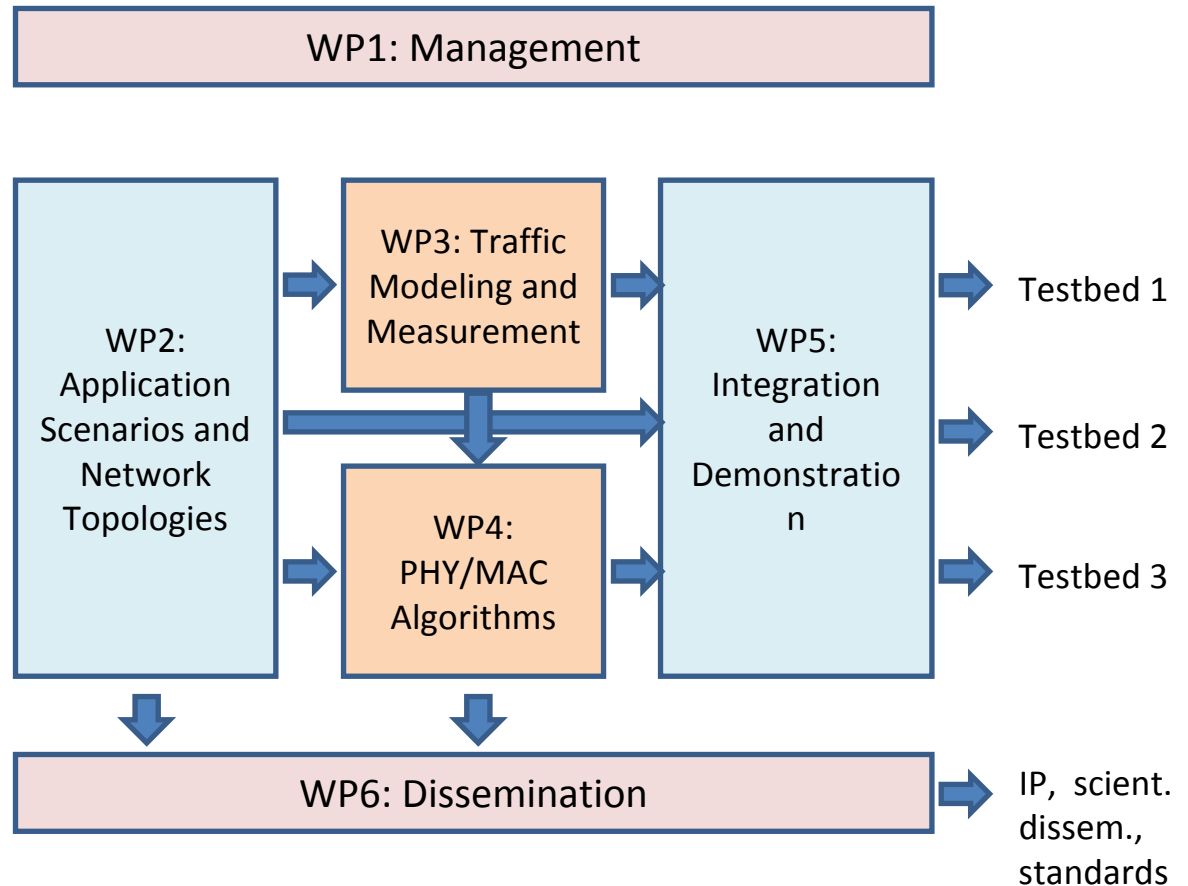 WP1: Management
WP2:
Application
Scenarios and
Network
Topologies
WP3: Traffic
Modeling and
Measurement
WP4:
PHY/MAC
Algorithms
WP5:
Integration
and
Demonstratio
n
Testbed 1
Testbed 2
Testbed 3
WP6: Dissemination
IP, scient.
dissem.,
standards